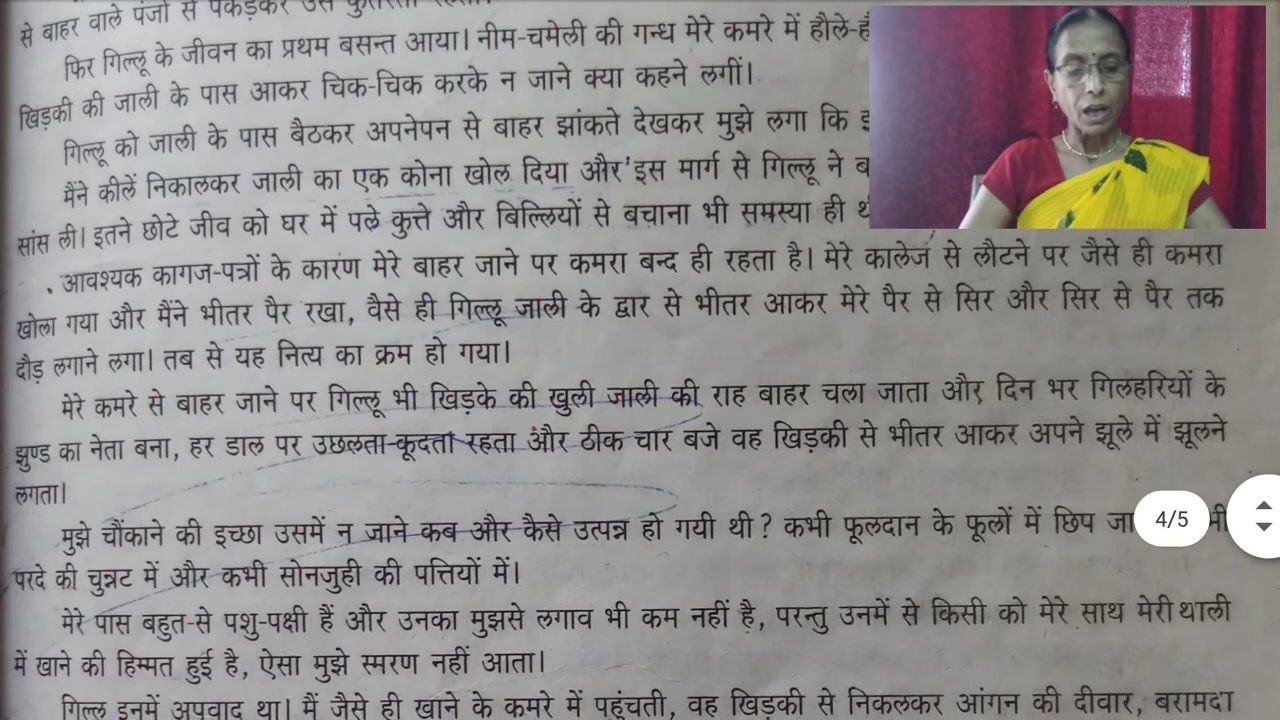 से बाहर वाले पंजों से पकड़कर उसे कुतरता रहता।
फिर गिल्लू के जीवन का प्रथम बसन्त आया। नीम-चमेली की गन्ध मेरे कमरे में हौले-
खिड़की की जाली के पास आकर चिक-चिक करके न जाने क्या कहने लगीं।
गिल्लू को जाली के पास बैठकर अपनेपन से बाहर झांकते देखकर मुझे लगा कि
मैंने कीलें निकालकर जाली का एक कोना खोल दिया और इस मार्ग से गिल्लू ने
सांस ली। इतने छोटे जीव को घर में पले कुत्ते और बिल्लियों से बचाना भी समस्या ही
आवश्यक कागज-पत्रों के कारण मेरे बाहर जाने पर कमरा बन्द ही रहता है। मेरे कालेज से लौटने पर जैसे ही कमरा
खोला गया और मैंने भीतर पैर रखा, वैसे ही गिल्लू जाली के द्वार से भीतर आकर मेरे पैर से सिर और सिर से पैर तक
दौड़ लगाने लगा। तब से यह नित्य का क्रम हो गया।
मेरे कमरे से बाहर जाने पर गिल्लू भी खिड़के की खुली जाली की राह बाहर चला जाता और दिन भर गिलहरियों के
झुण्ड का नेता बना, हर डाल पर उछलता-कूदता रहता और ठीक चार बजे वह खिड़की से भीतर आकर अपने झूले में झूलने
लगता।
मुझे चौंकाने की इच्छा उसमें न जाने कब और कैसे उत्पन्न हो गयी थी? कभी फूलदान के फूलों में छिप
4/5
परदे की चुन्नट में और कभी सोनजुही की पत्तियों में।
मेरे पास बहुत-से पशु-पक्षी हैं और उनका मुझसे लगाव भी कम नहीं है, परन्तु उनमें से किसी को मेरे साथ मेरी थाली
में खाने की हिम्मत हुई है, ऐसा मुझे स्मरण नहीं आता।
गिल्लू इनमें अपवाद था। मैं जैसे ही खाने के कमरे में पहुंचती, वह खिड़की से निकलकर आंगन की दीवार, बरामदा